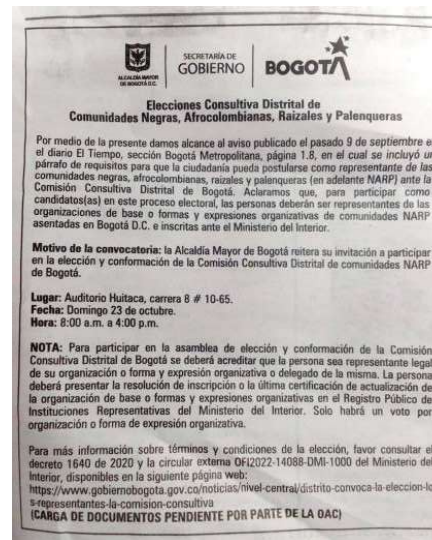 ALCALDÍA MAYOR
DE BOGOTÁ D.C.
SECRETARÍA DE
GOBIERNO
BOGOTÁ
Elecciones Consultiva Distrital de
Comunidades Negras, Afrocolombianas, Raizales y Palenqueras
Por medio de la presente damos alcance al aviso publicado el pasado 9 de septiembre e
el diario El Tiempo, sección Bogotá Metropolitana, página 1.8, en el cual se incluyó u
párrafo de requisitos para que la ciudadanía pueda postularse como representante de las
comunidades negras, afrocolombianas, raizales y palenqueras (en adelante NARP) ante la
Comisión Consultiva Distrital de Bogotá. Aclaramos que, para participar como
candidatos(as) en este proceso electoral, las personas deberán ser representantes de las
organizaciones de base o formas y expresiones organizativas de comunidades NARP
asentadas en Bogotá D.C. e inscritas ante el Ministerio del Interior.
Motivo de la convocatoria: la Alcaldía Mayor de Bogotá reitera su invitación a participar
en la elección y conformación de la Comisión Consultiva Distrital de comunidades NARP
de Bogotá.
Lugar: Auditorio Huitaca, carrera 8 # 10-65.
Fecha: Domingo 23 de octubre.
Hora: 8:00 a.m. a 4:00 p.m.
NOTA: Para participar en la asamblea de elección y conformación de la Comisión
Consultiva Distrital de Bogotá se deberá acreditar que la persona sea representante legal
de su organización o forma y expresión organizativa o delegado de la misma. La persona
deberá presentar la resolución de inscripción o la última certificación de actualización de
la organización de base o formas y expresiones organizativas en el Registro Público de
Instituciones Representativas del Ministerio del Interior. Solo habrá un voto por
organización o forma de expresión organizativa.
Para más información sobre términos y condiciones de la elección, favor consultar el
decreto 1640 de 2020 y la circular externa OFI2022-14088-DMI-1000 del Ministerio del
Interior, disponibles en la siguiente página web:
https://www.gobiernobogota.gov.co/noticias/nivel-central/distrito-convoca-la-eleccion-lo
s-representantes-la-comision-consultiva
(CARGA DE DOCUMENTOS PENDIENTE POR PARTE DE LA OAC)